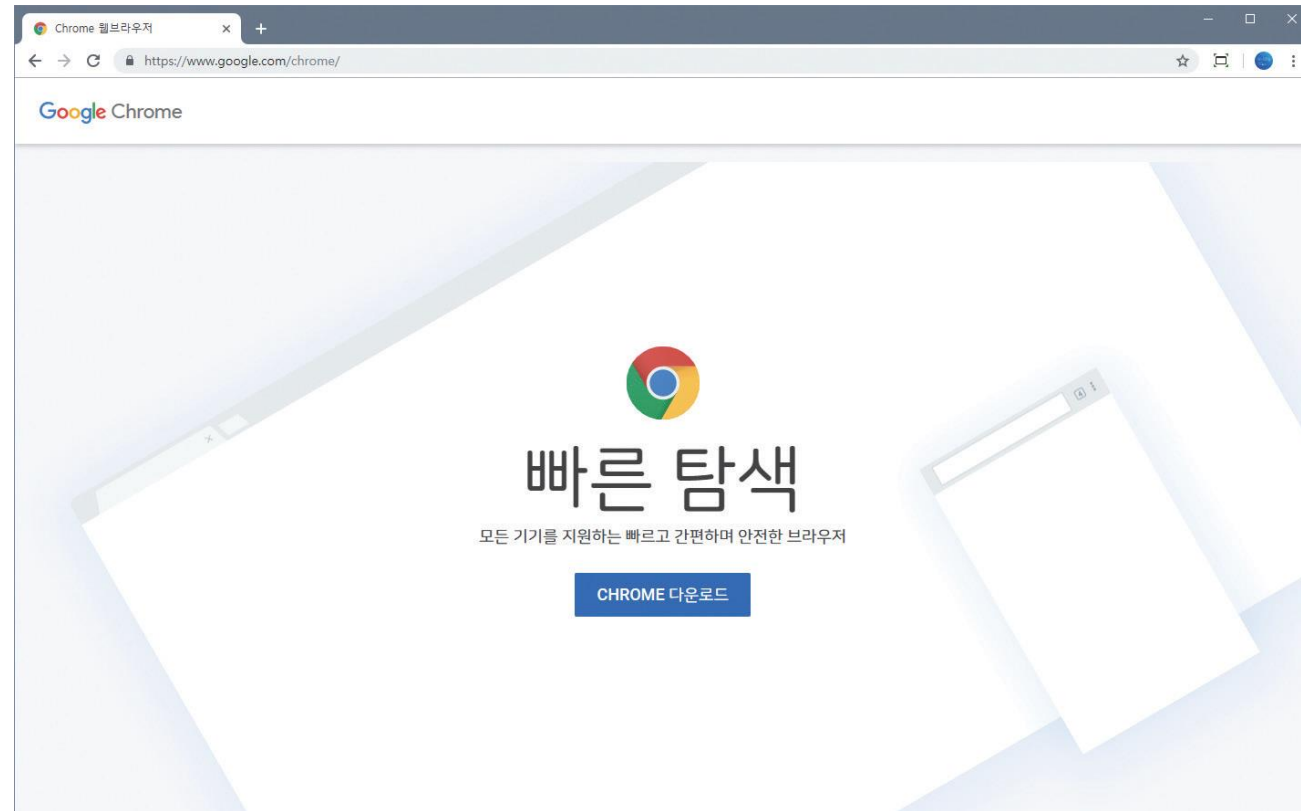 Chrome 웹브라우저
https://www.google.com/chrome/
Google Chrome
빠른 탐색
모든 기기를 지원하는 빠르고 간편하며 안전한 브라우저
CHROME 다운로드